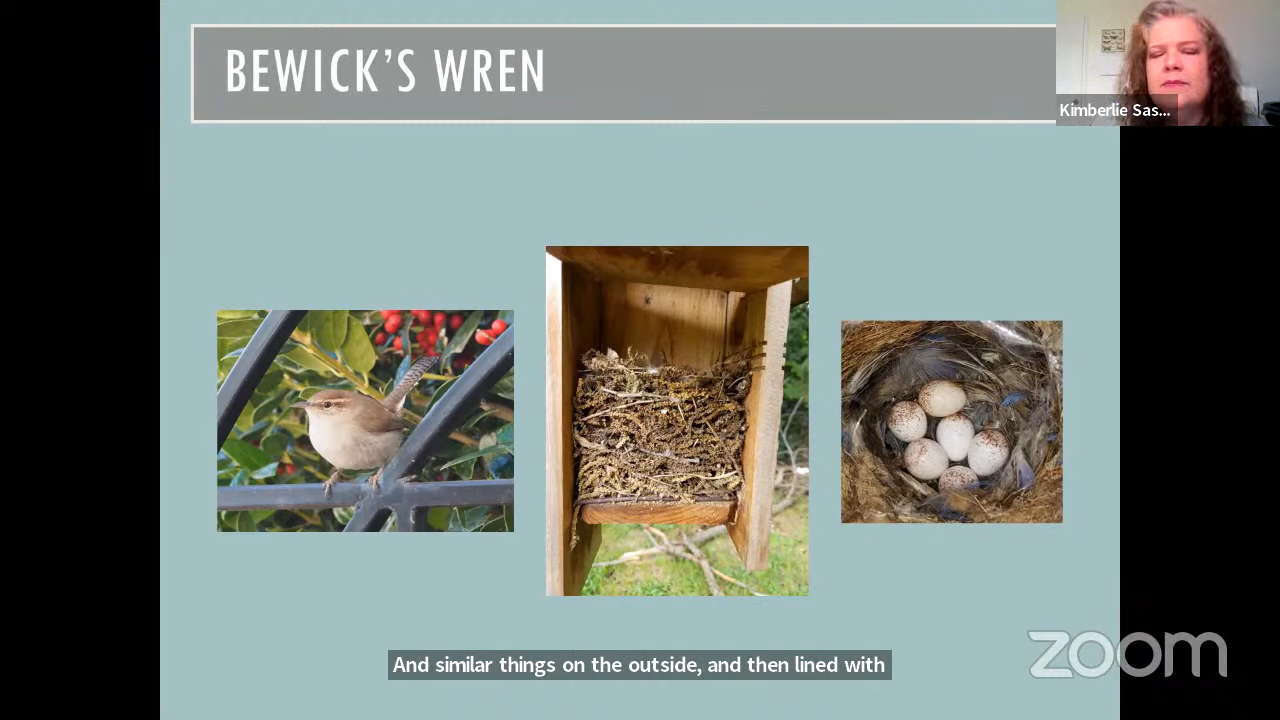 BEWICK'S WREN
Kimberlie Sas...
And similar things on the outside, and then lined with
zoom